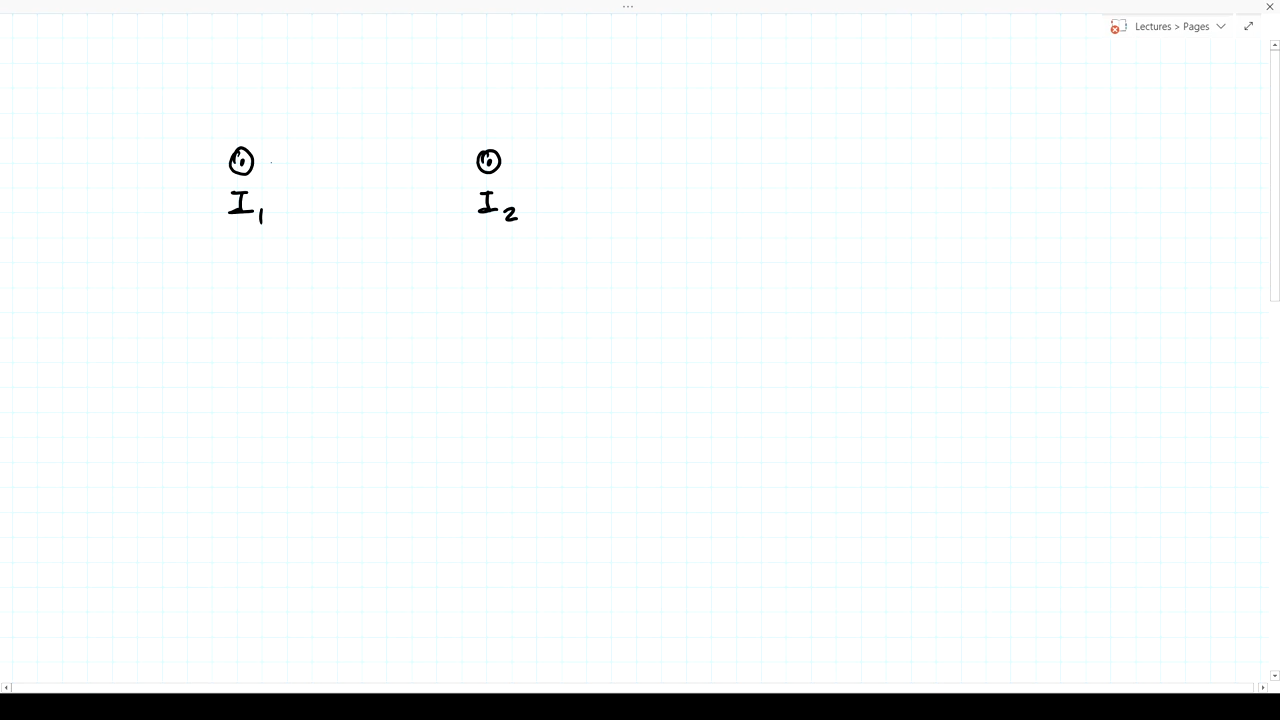 ...
Lectures > Pages
I₁ I₂